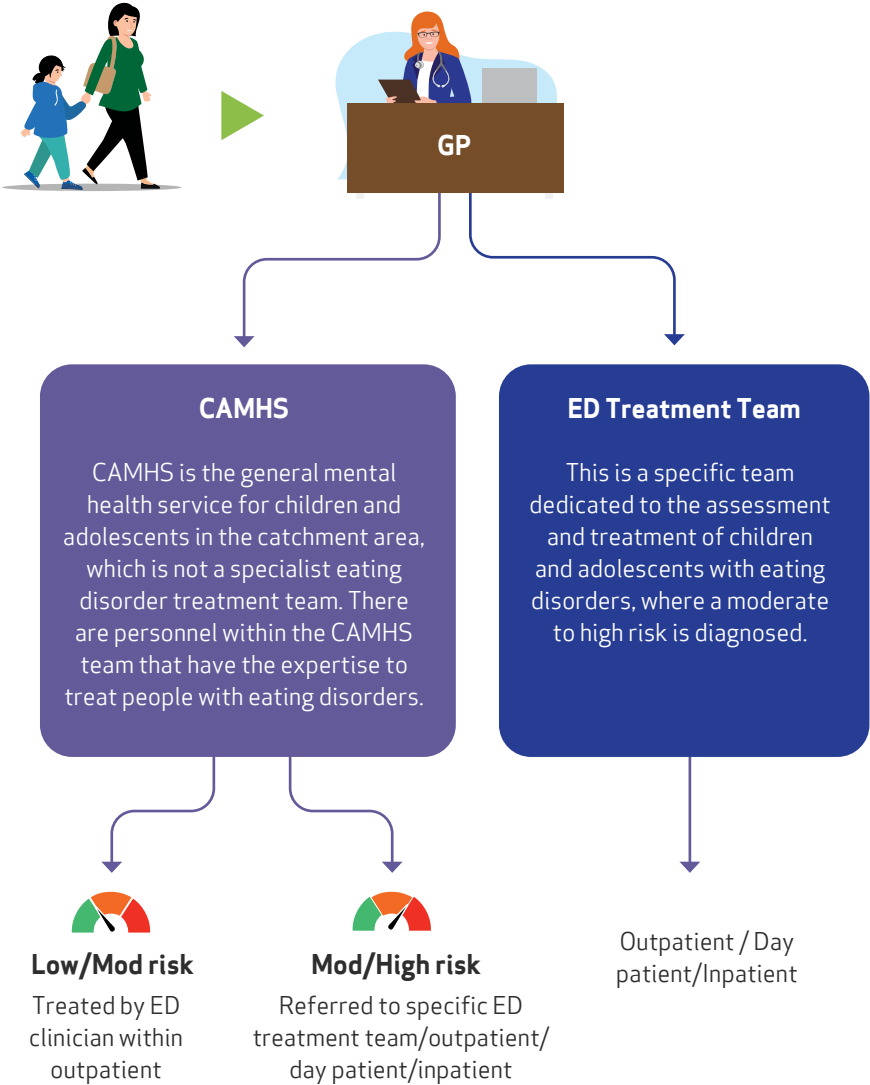 GP
CAMHS
CAMHS is the general mental
health service for children and
adolescents in the catchment area,
which is not a specialist eating
disorder treatment team. There
are personnel within the CAMHS
team that have the expertise to
treat people with eating disorders.
ED Treatment Team
This is a specific team
dedicated to the assessment
and treatment of children
and adolescents with eating
disorders, where a moderate
to high risk is diagnosed.
Low/Mod risk
Treated by ED
clinician within
outpatient
Mod/High risk
Referred to specific ED
treatment team/outpatient/
day patient/inpatient
Outpatient / Day
patient/Inpatient